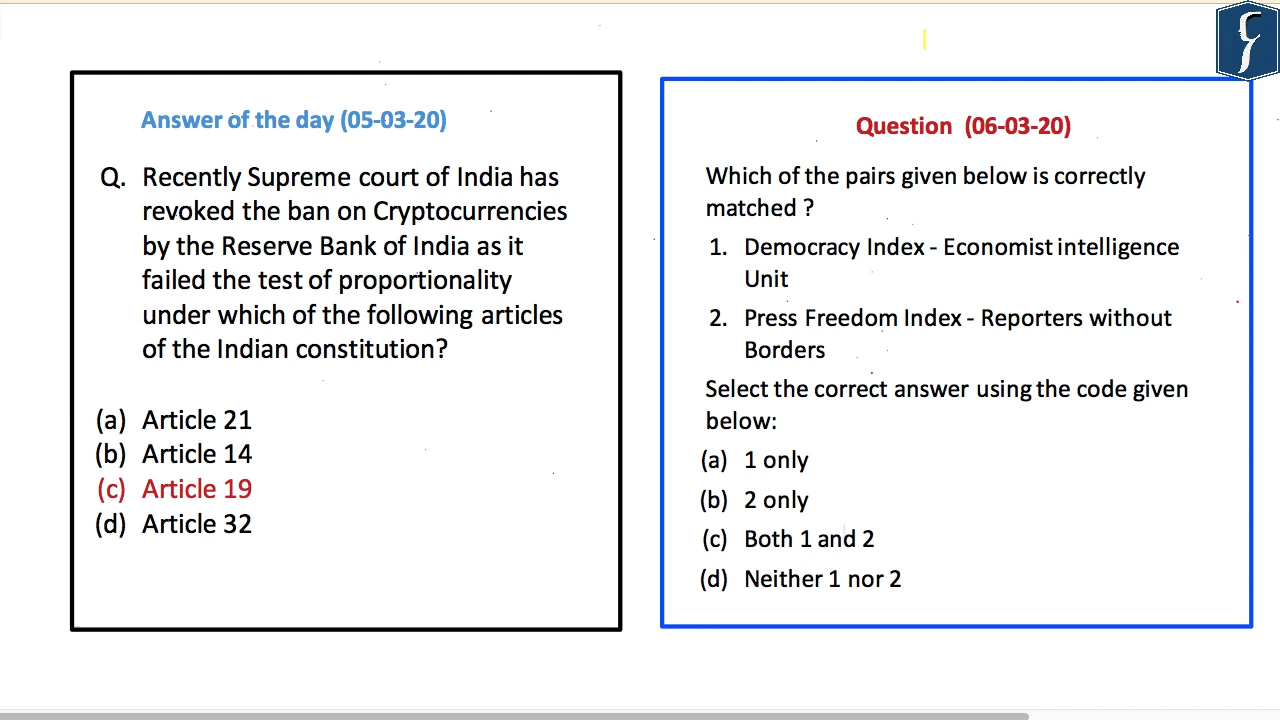 Answer of the day (05-03-20)
Q. Recently Supreme court of India has
revoked the ban on Cryptocurrencies
by the Reserve Bank of India as it
failed the test of proportionality
under which of the following articles
of the Indian constitution?
(a) Article 21
(b) Article 14
(c) Article 19
(d) Article 32
Question (06-03-20)
Which of the pairs given below is correctly
matched ?
1. Democracy Index - Economist intelligence
Unit
2. Press Freedom Index - Reporters without
Borders
Select the correct answer using the code given
below:
(a) 1 only
(b) 2 only
(c) Both 1 and 2
(d) Neither 1 nor 2